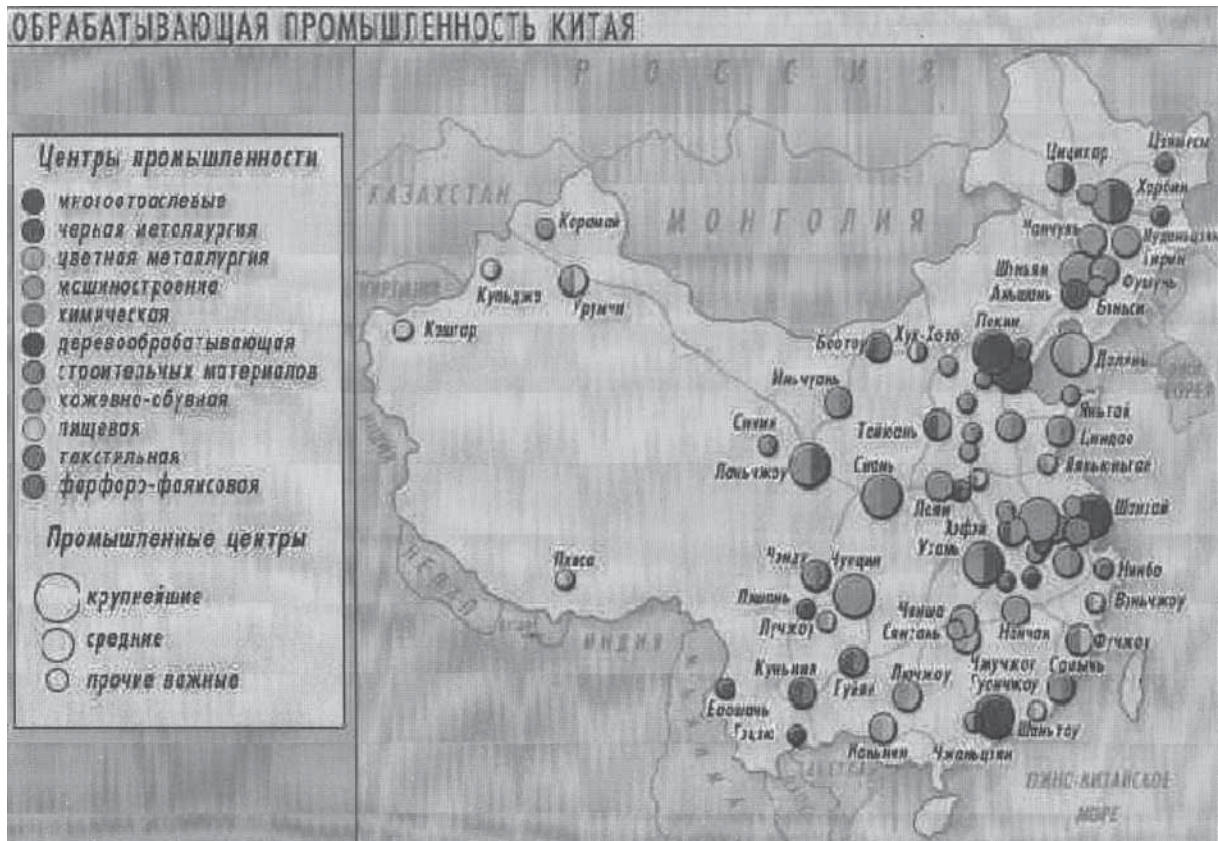 ОБРАБАТЫВАЮЩАЯ ПРОМЫШЛЕННОСТЬ КИТАЯ
Центры промышленности
многоотраслевые
черная металлургия
цветная металлургия
машиностроение
химическая
деревообрабатывающая
строительных материалов
кожевно-обувная
пищевая
текстильная
фарфоро-фаянсовая
Промышленные центры
крупнейшие
средние
прочие важные
РОССИЯ
КАЗАХСТАН
МОНГОЛИЯ
Цицикар
Харбин
Карамай
Чанчунь
Гирин
Кульджа
Урумчи
Шэньян
Фушунь
Аньшань
Бэньси
Кашгар
Пекин
Баотоу
Хух-Хото
Далянь
Иньчуань
Яньтай
Синин
Тайюань
Циндао
Ланьчжоу
Сиань
Ляньюньган
Лоян
Шанхай
Хэфэй
Ухань
Лхаса
Чэнду
Чунцин
Нинбо
НЕПАЛ
Вэньчжоу
Лучжоу
Чанша
Сянтань
Наньчан
Фучжоу
ИНДИЯ
Куньмин
Гуйян
Лючжоу
Гуанчжоу
Гэцзю
Наньнин
Чжаньцзян
Шаньтоу
ЮЖНО-КИТАЙСКОЕ
МОРЕ